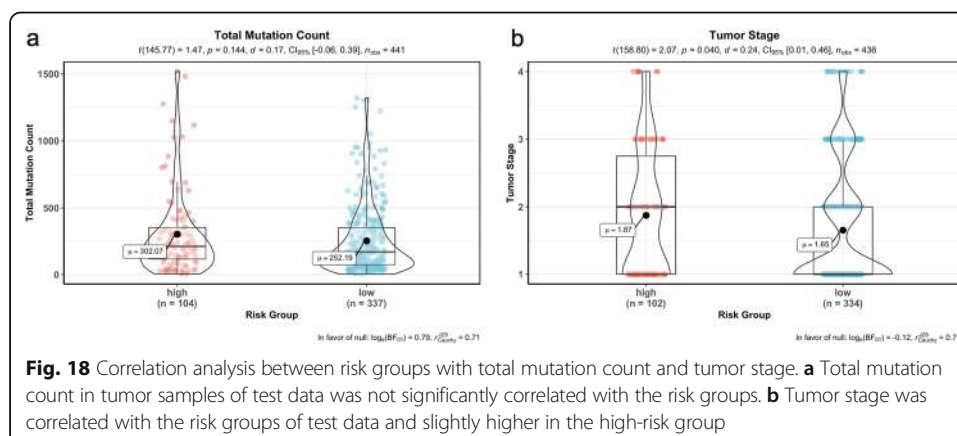 a
Total Mutation Count
t(145.77) = 1.47, p = 0.144, d = 0.17, CI95% [-0.06, 0.39], nobs = 441
1500
1000
500
0
Total Mutation Count
μ = 302.07
μ = 252.19
high
(n = 104)
low
(n = 337)
Risk Group
In favor of null: loge(BF01) = 0.79, rJZS Cauchy = 0.71
b
Tumor Stage
t(158.80) = 2.07, p = 0.040, d = 0.24, CI95% [0.01, 0.46], nobs = 436
4
3
2
1
Tumor Stage
μ = 1.87
μ = 1.65
high
(n = 102)
low
(n = 334)
Risk Group
In favor of null: loge(BF01) = -0.12, = 0.7
Fig. 18 Correlation analysis between risk groups with total mutation count and tumor stage. a Total mutation
count in tumor samples of test data was not significantly correlated with the risk groups. b Tumor stage was
correlated with the risk groups of test data and slightly higher in the high-risk group